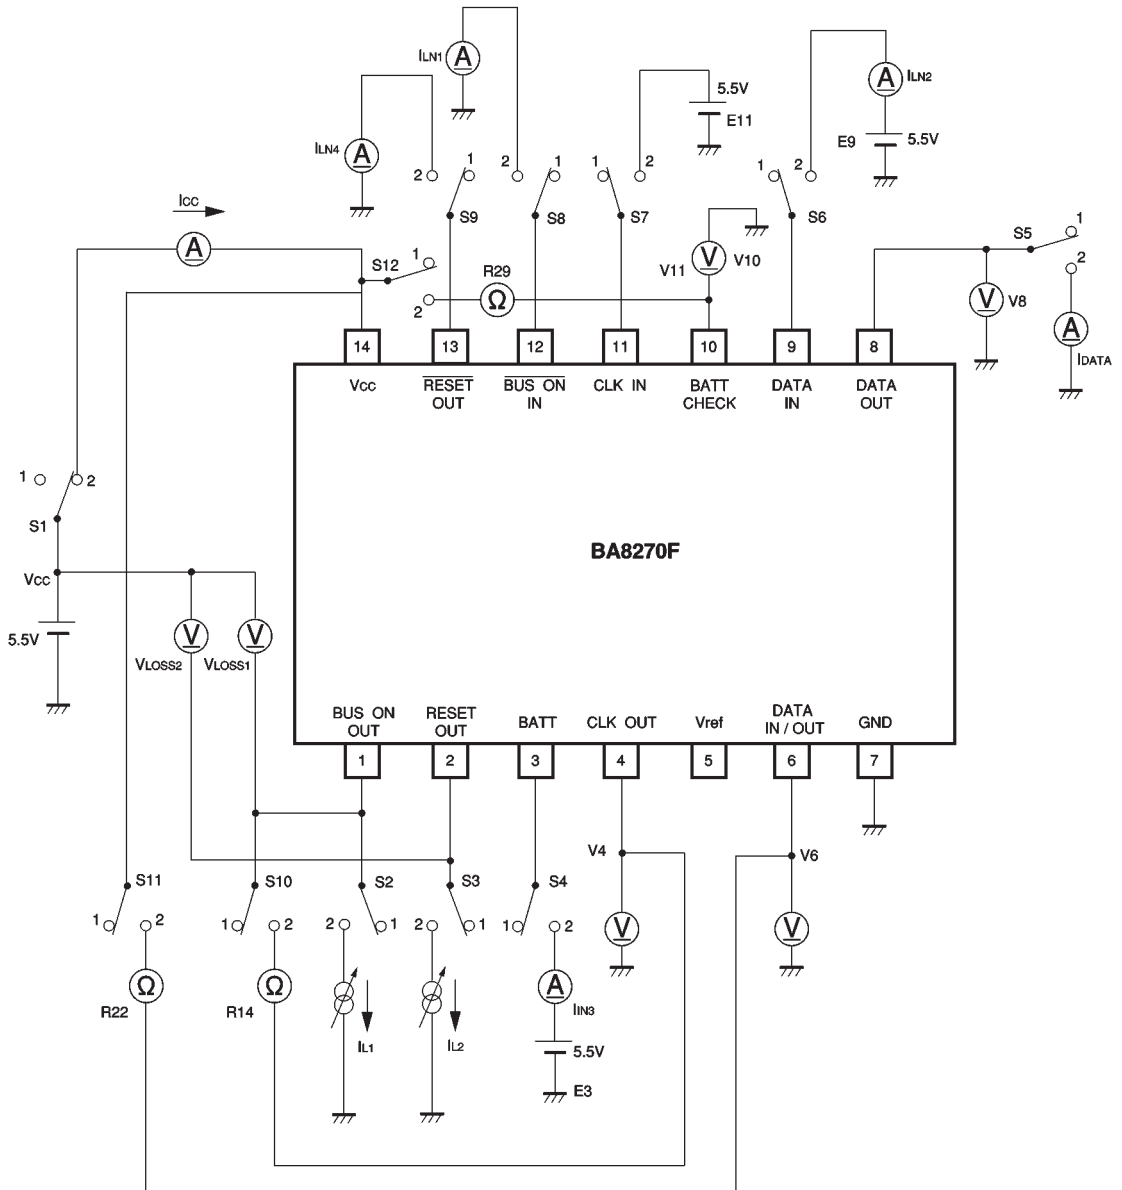 ILN1
A
ILN4
A
2
1
S9
2
1
S8
1
2
S7
5.5V
E11
1
2
S6
A
ILN2
E9
5.5V
ICC
A
S12
1
2
R29
Ω
V11
V
V10
S5
1
2
V
V8
A
IDATA
14
13
12
11
10
9
8
Vcc
RESET
OUT
BUS ON
IN
CLK IN
BATT
CHECK
DATA
IN
DATA
OUT
1
2
S1
BA8270F
Vcc
5.5V
V
VLOSS2
V
VLOSS1
BUS ON
OUT
RESET
OUT
BATT
CLK OUT
Vref
DATA
IN / OUT
GND
1
2
3
4
5
6
7
V4
V6
S11
1
2
S10
1
2
S2
2
1
S3
2
1
S4
1
2
V
V
Ω
R22
Ω
R14
IL1
IL2
A
IIN3
5.5V
E3